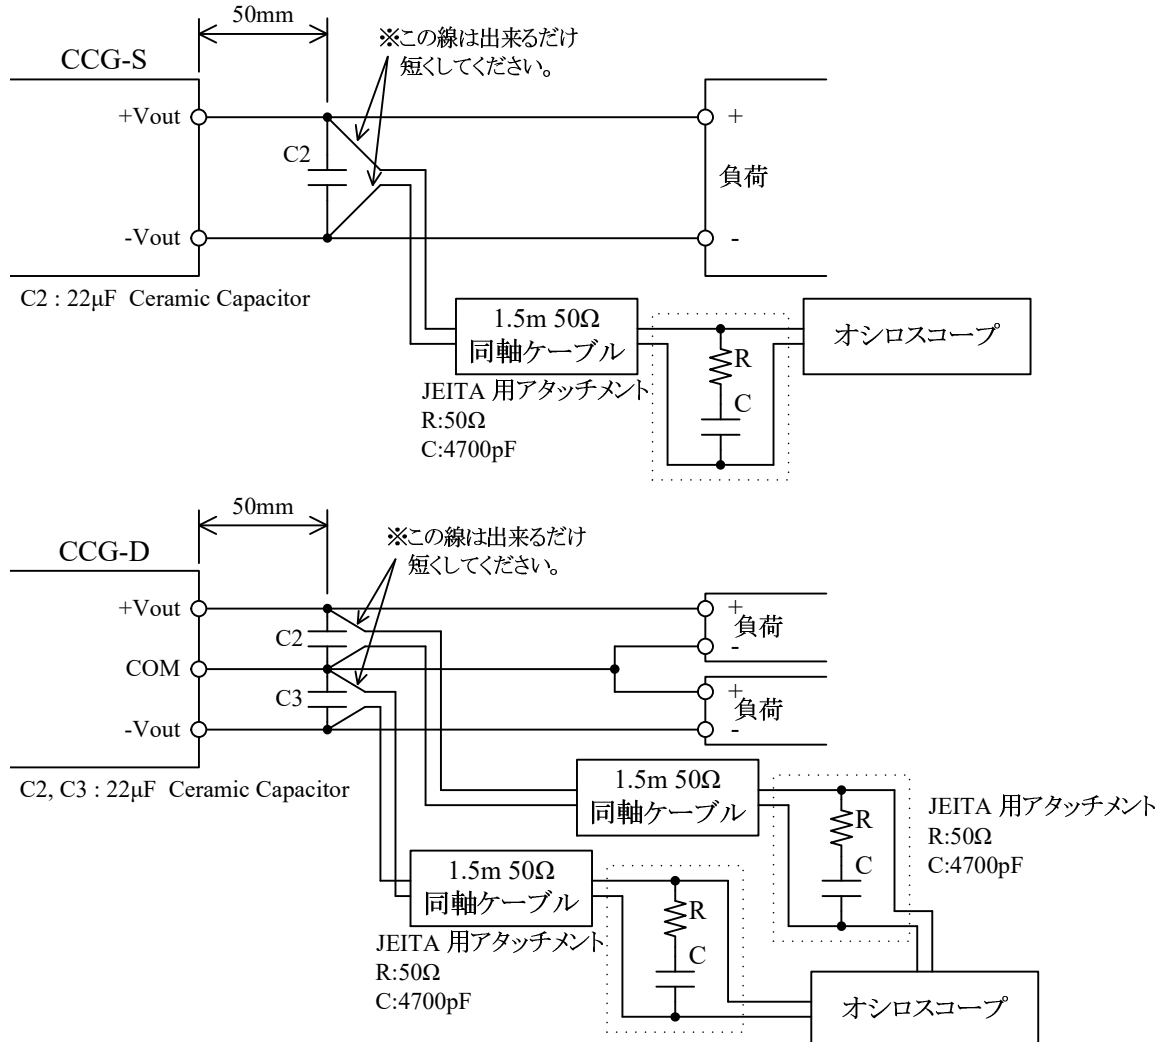 50mm
※この線は出来るだけ
短くしてください。
CCG-S
+Vout
+
C2
負荷
-Vout
-
C2 : 22μF Ceramic Capacitor
1.5m 50Ω
同軸ケーブル
オシロスコープ
R
C
JEITA 用アタッチメント
R:50Ω
C:4700pF
50mm
※この線は出来るだけ
短くしてください。
CCG-D
+Vout
+
負荷
-
C2
COM
C3
+
負荷
-
-Vout
C2, C3 : 22μF Ceramic Capacitor
1.5m 50Ω
同軸ケーブル
R
C
JEITA 用アタッチメント
R:50Ω
C:4700pF
1.5m 50Ω
同軸ケーブル
R
C
JEITA 用アタッチメント
R:50Ω
C:4700pF
オシロスコープ